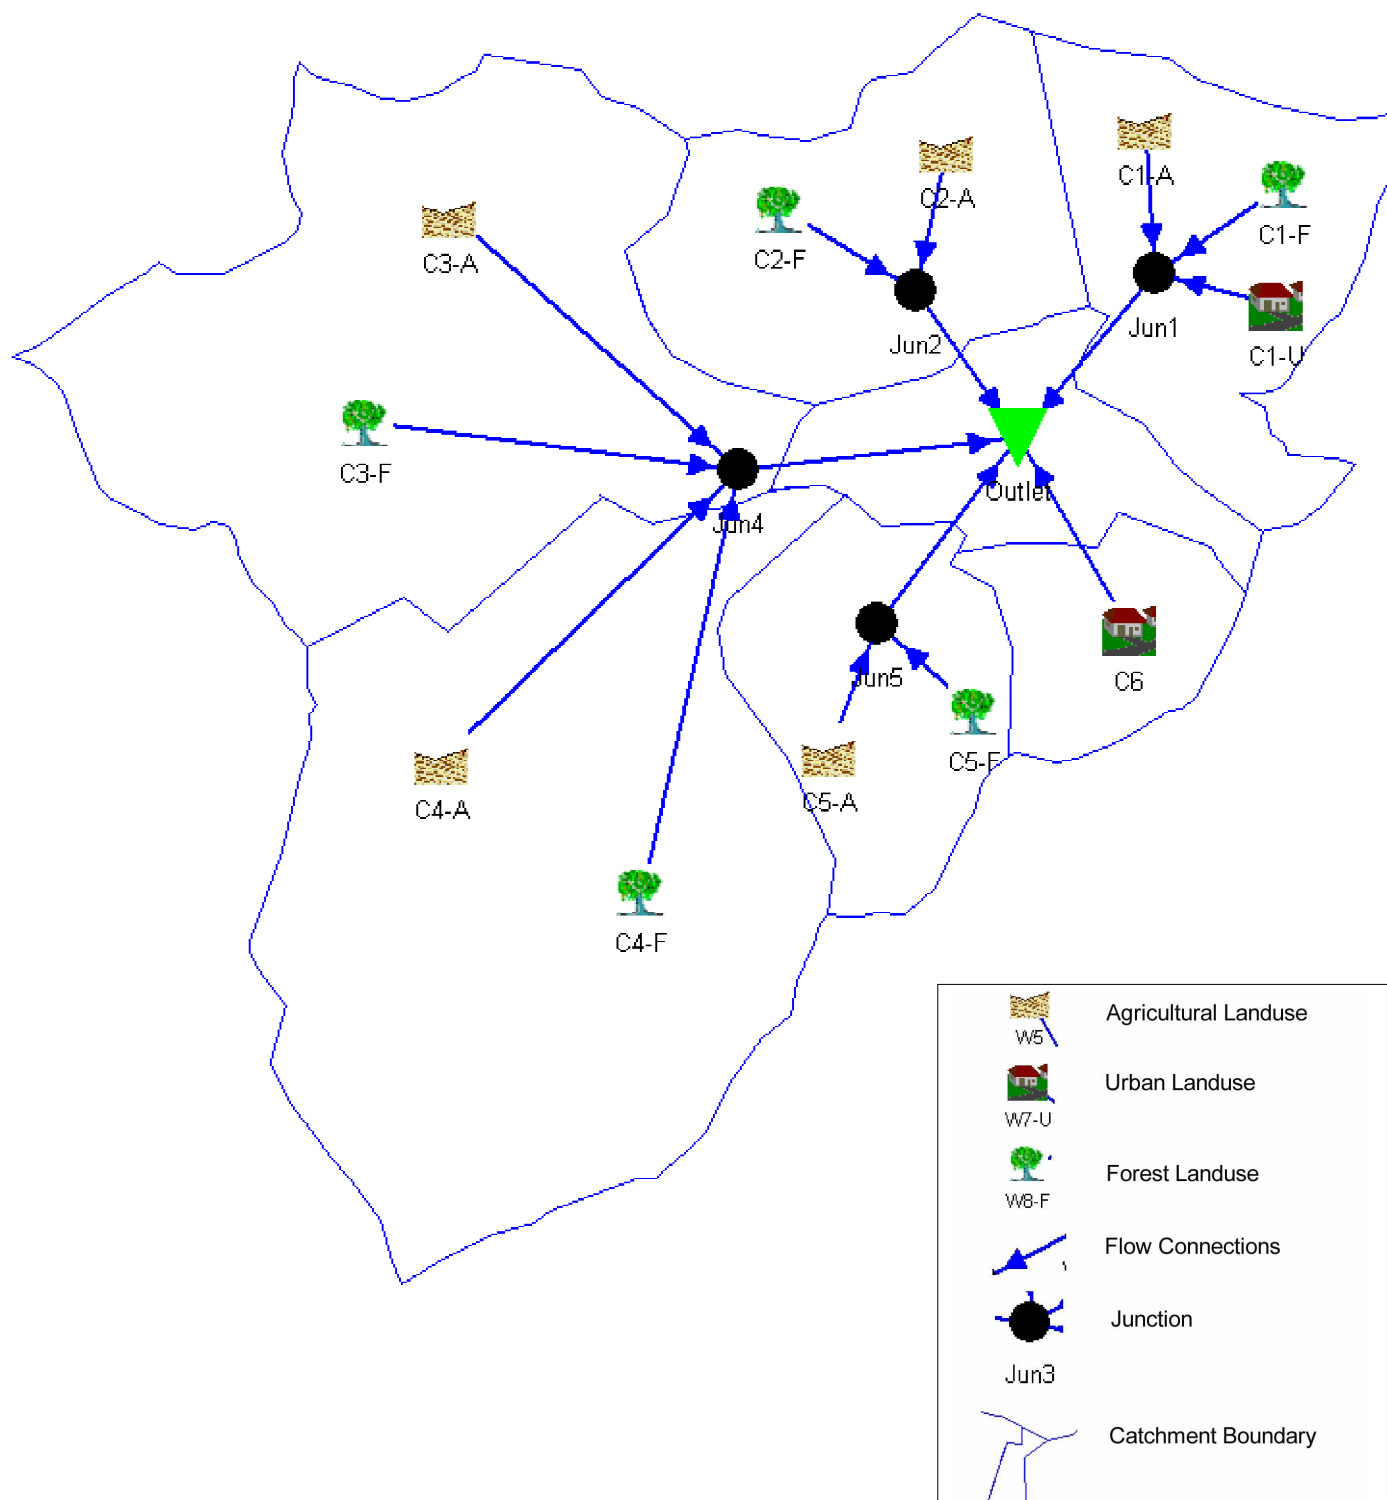 C1-A
C2-A
C1-F
C2-F
C3-A
Jun1
Jun2
C1-U
C3-F
Outlet
Jun4
Jun5
C6
C5-F
C5-A
C4-A
C4-F
Agricultural Landuse
W5
Urban Landuse
W7-U
Forest Landuse
W8-F
Flow Connections
Junction
Jun3
Catchment Boundary